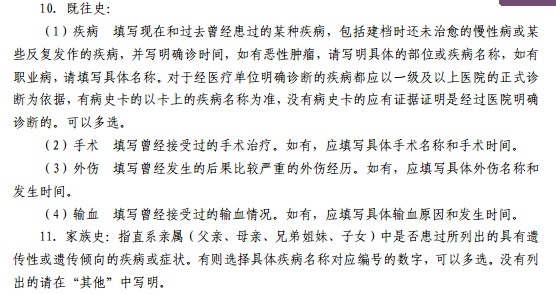 10. 既往史：
（1）疾病　填写现在和过去曾经患过的某种疾病，包括建档时还未治愈的慢性病或某
些反复发作的疾病，并写明确诊时间，如有恶性肿瘤，请写明具体的部位或疾病名称，如有
职业病，请填写具体名称。对于经医疗单位明确诊断的疾病都应以一级及以上医院的正式诊
断为依据，有病史卡的以卡上的疾病名称为准，没有病史卡的应有证据证明是经过医院明确
诊断的。可以多选。
（2）手术　填写曾经接受过的手术治疗。如有，应填写具体手术名称和手术时间。
（3）外伤　填写曾经发生的后果比较严重的外伤经历。如有，应填写具体外伤名称和
发生时间。
（4）输血　填写曾经接受过的输血情况。如有，应填写具体输血原因和发生时间。
11. 家族史：指直系亲属（父亲、母亲、兄弟姐妹、子女）中是否患过所列出的具有遗
传性或遗传倾向的疾病或症状。有则选择具体疾病名称对应编号的数字，可以多选。没有列
出的请在“其他”中写明。